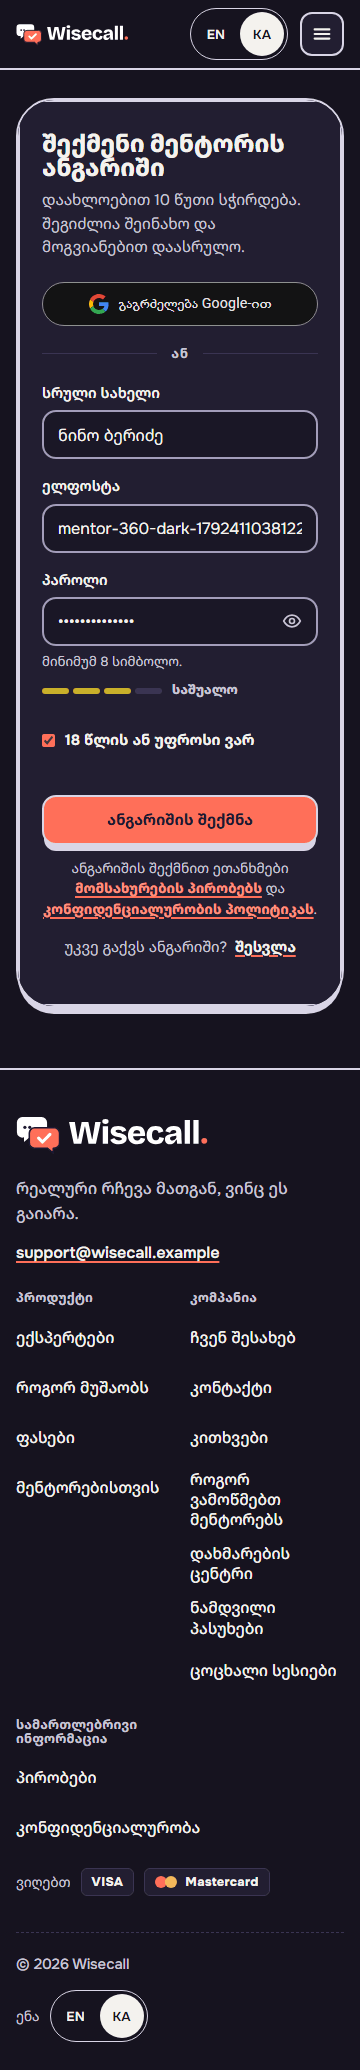 Wisecall.
EN KA
შექმენი მენტორის
ანგარიში
დაახლოებით 10 წუთი სჭირდება.
შეგიძლია შეინახო და
მოგვიანებით დაასრულო.
გაგრძელება Google-ით
ან
სრული სახელი
ნინო ბერიძე
ელფოსტა
mentor-360-dark-1792411038122
პაროლი
••••••••••••••
მინიმუმ 8 სიმბოლო.
საშუალო
18 წლის ან უფროსი ვარ
ანგარიშის შექმნა
ანგარიშის შექმნით ეთანხმები
მომსახურების პირობებს და
კონფიდენციალურობის პოლიტიკას.
უკვე გაქვს ანგარიში? შესვლა
Wisecall.
რეალური რჩევა მათგან, ვინც ეს
გაიარა.
support@wisecall.example
პროდუქტი
ექსპერტები
როგორ მუშაობს
ფასები
მენტორებისთვის
კომპანია
ჩვენ შესახებ
კონტაქტი
კითხვები
როგორ
ვამოწმებთ
მენტორებს
დახმარების
ცენტრი
ნამდვილი
პასუხები
ცოცხალი სესიები
სამართლებრივი
ინფორმაცია
პირობები
კონფიდენციალურობა
ვიღებთ VISA Mastercard
© 2026 Wisecall
ენა EN KA